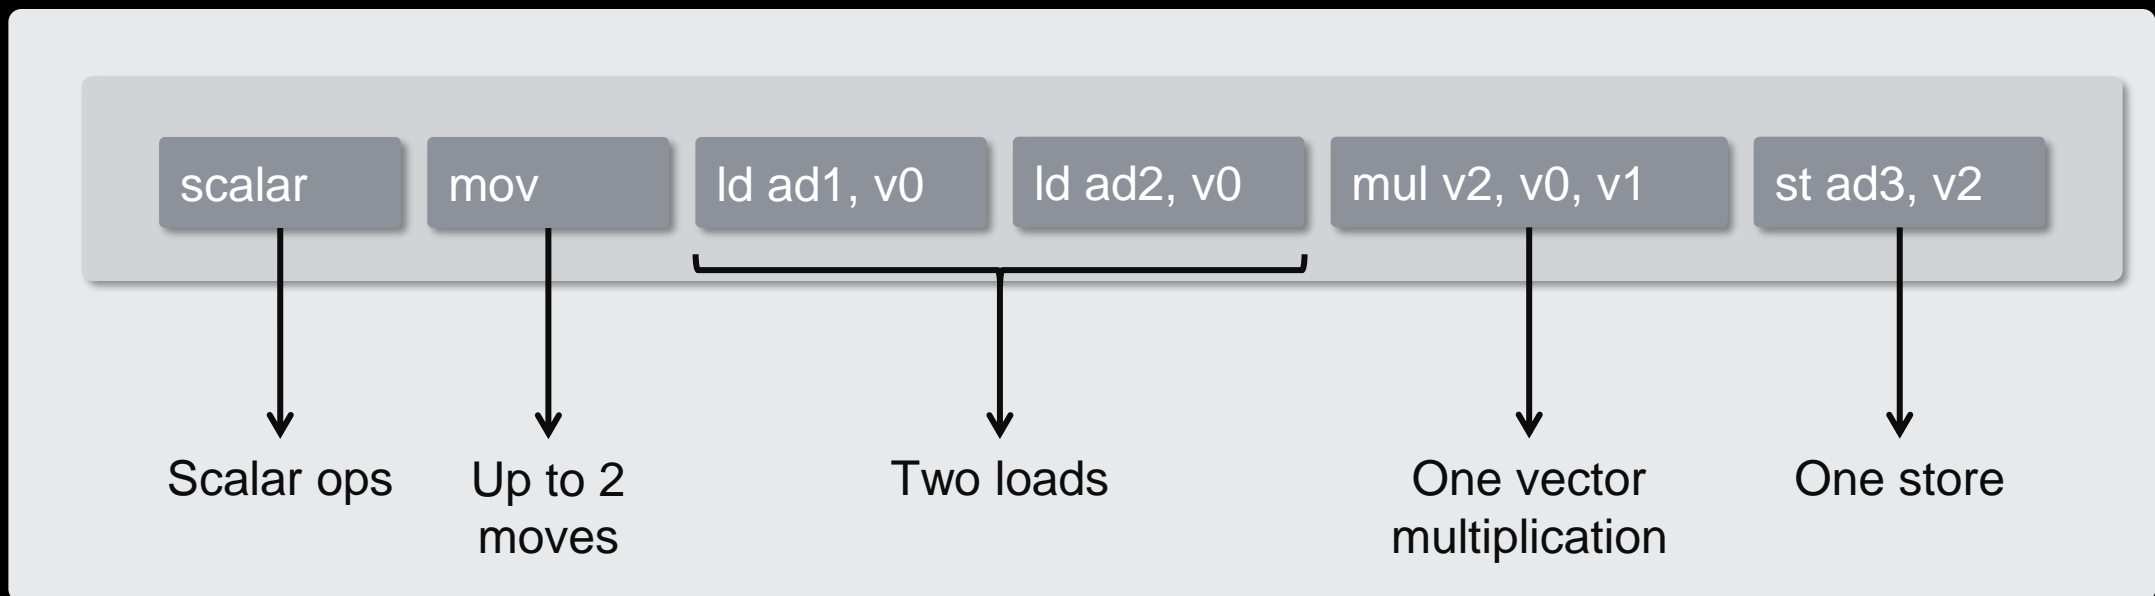 scalar
mov
ld ad1, v0
ld ad2, v0
mul v2, v0, v1
st ad3, v2
Scalar ops
Up to 2
moves
Two loads
One vector
multiplication
One store